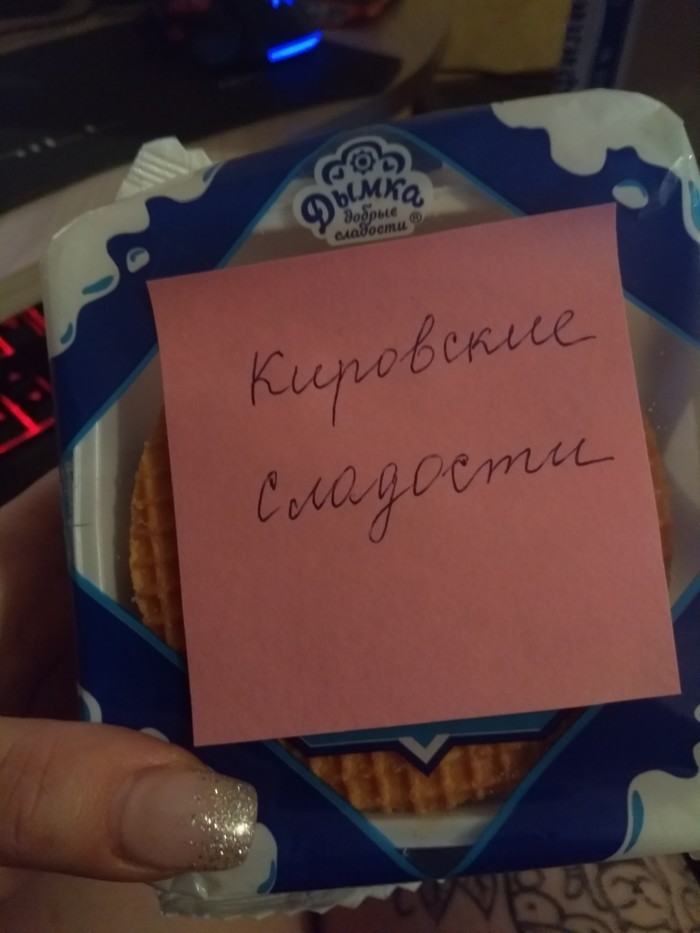 Дымка
добрые
сладости®
Кировские
сладости